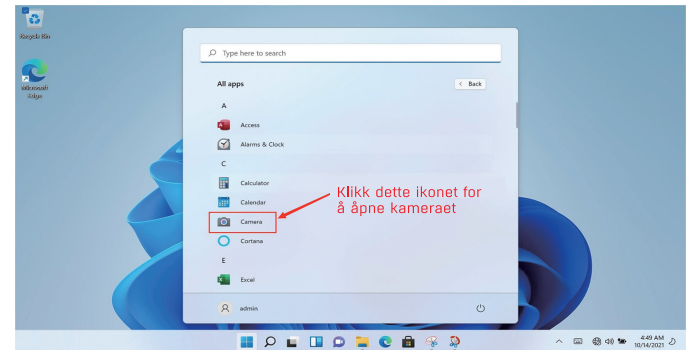 Recycle Bin
Microsoft
Edge
Type here to search
All apps
< Back
A
Access
Alarms & Clock
C
Calculator
Calendar
Camera
Cortana
E
Excel
Klikk dette ikonet for
å åpne kameraet
admin
4:49 AM
10/14/2021